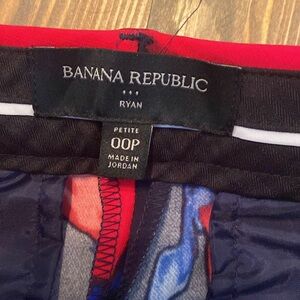 BANANA REPUBLIC
RYAN
PETITE
00P
MADE IN
JORDAN